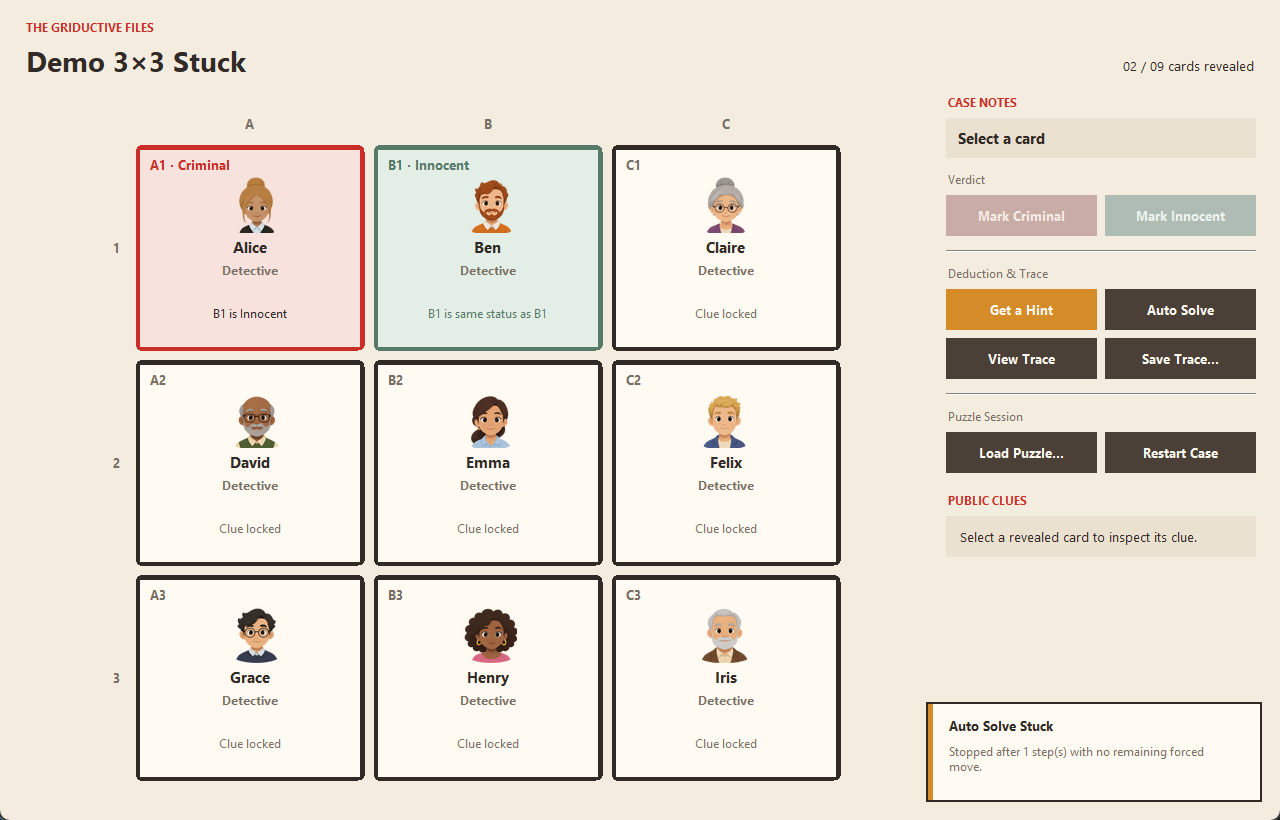 THE GRIDUCTIVE FILES
Demo 3×3 Stuck
02 / 09 cards revealed
A
B
C
1
A1 · Criminal
Alice
Detective
B1 is Innocent
B1 · Innocent
Ben
Detective
B1 is same status as B1
C1
Claire
Detective
Clue locked
2
A2
David
Detective
Clue locked
B2
Emma
Detective
Clue locked
C2
Felix
Detective
Clue locked
3
A3
Grace
Detective
Clue locked
B3
Henry
Detective
Clue locked
C3
Iris
Detective
Clue locked
CASE NOTES
Select a card
Verdict
Mark Criminal
Mark Innocent
Deduction & Trace
Get a Hint
Auto Solve
View Trace
Save Trace...
Puzzle Session
Load Puzzle...
Restart Case
PUBLIC CLUES
Select a revealed card to inspect its clue.
Auto Solve Stuck
Stopped after 1 step(s) with no remaining forced
move.